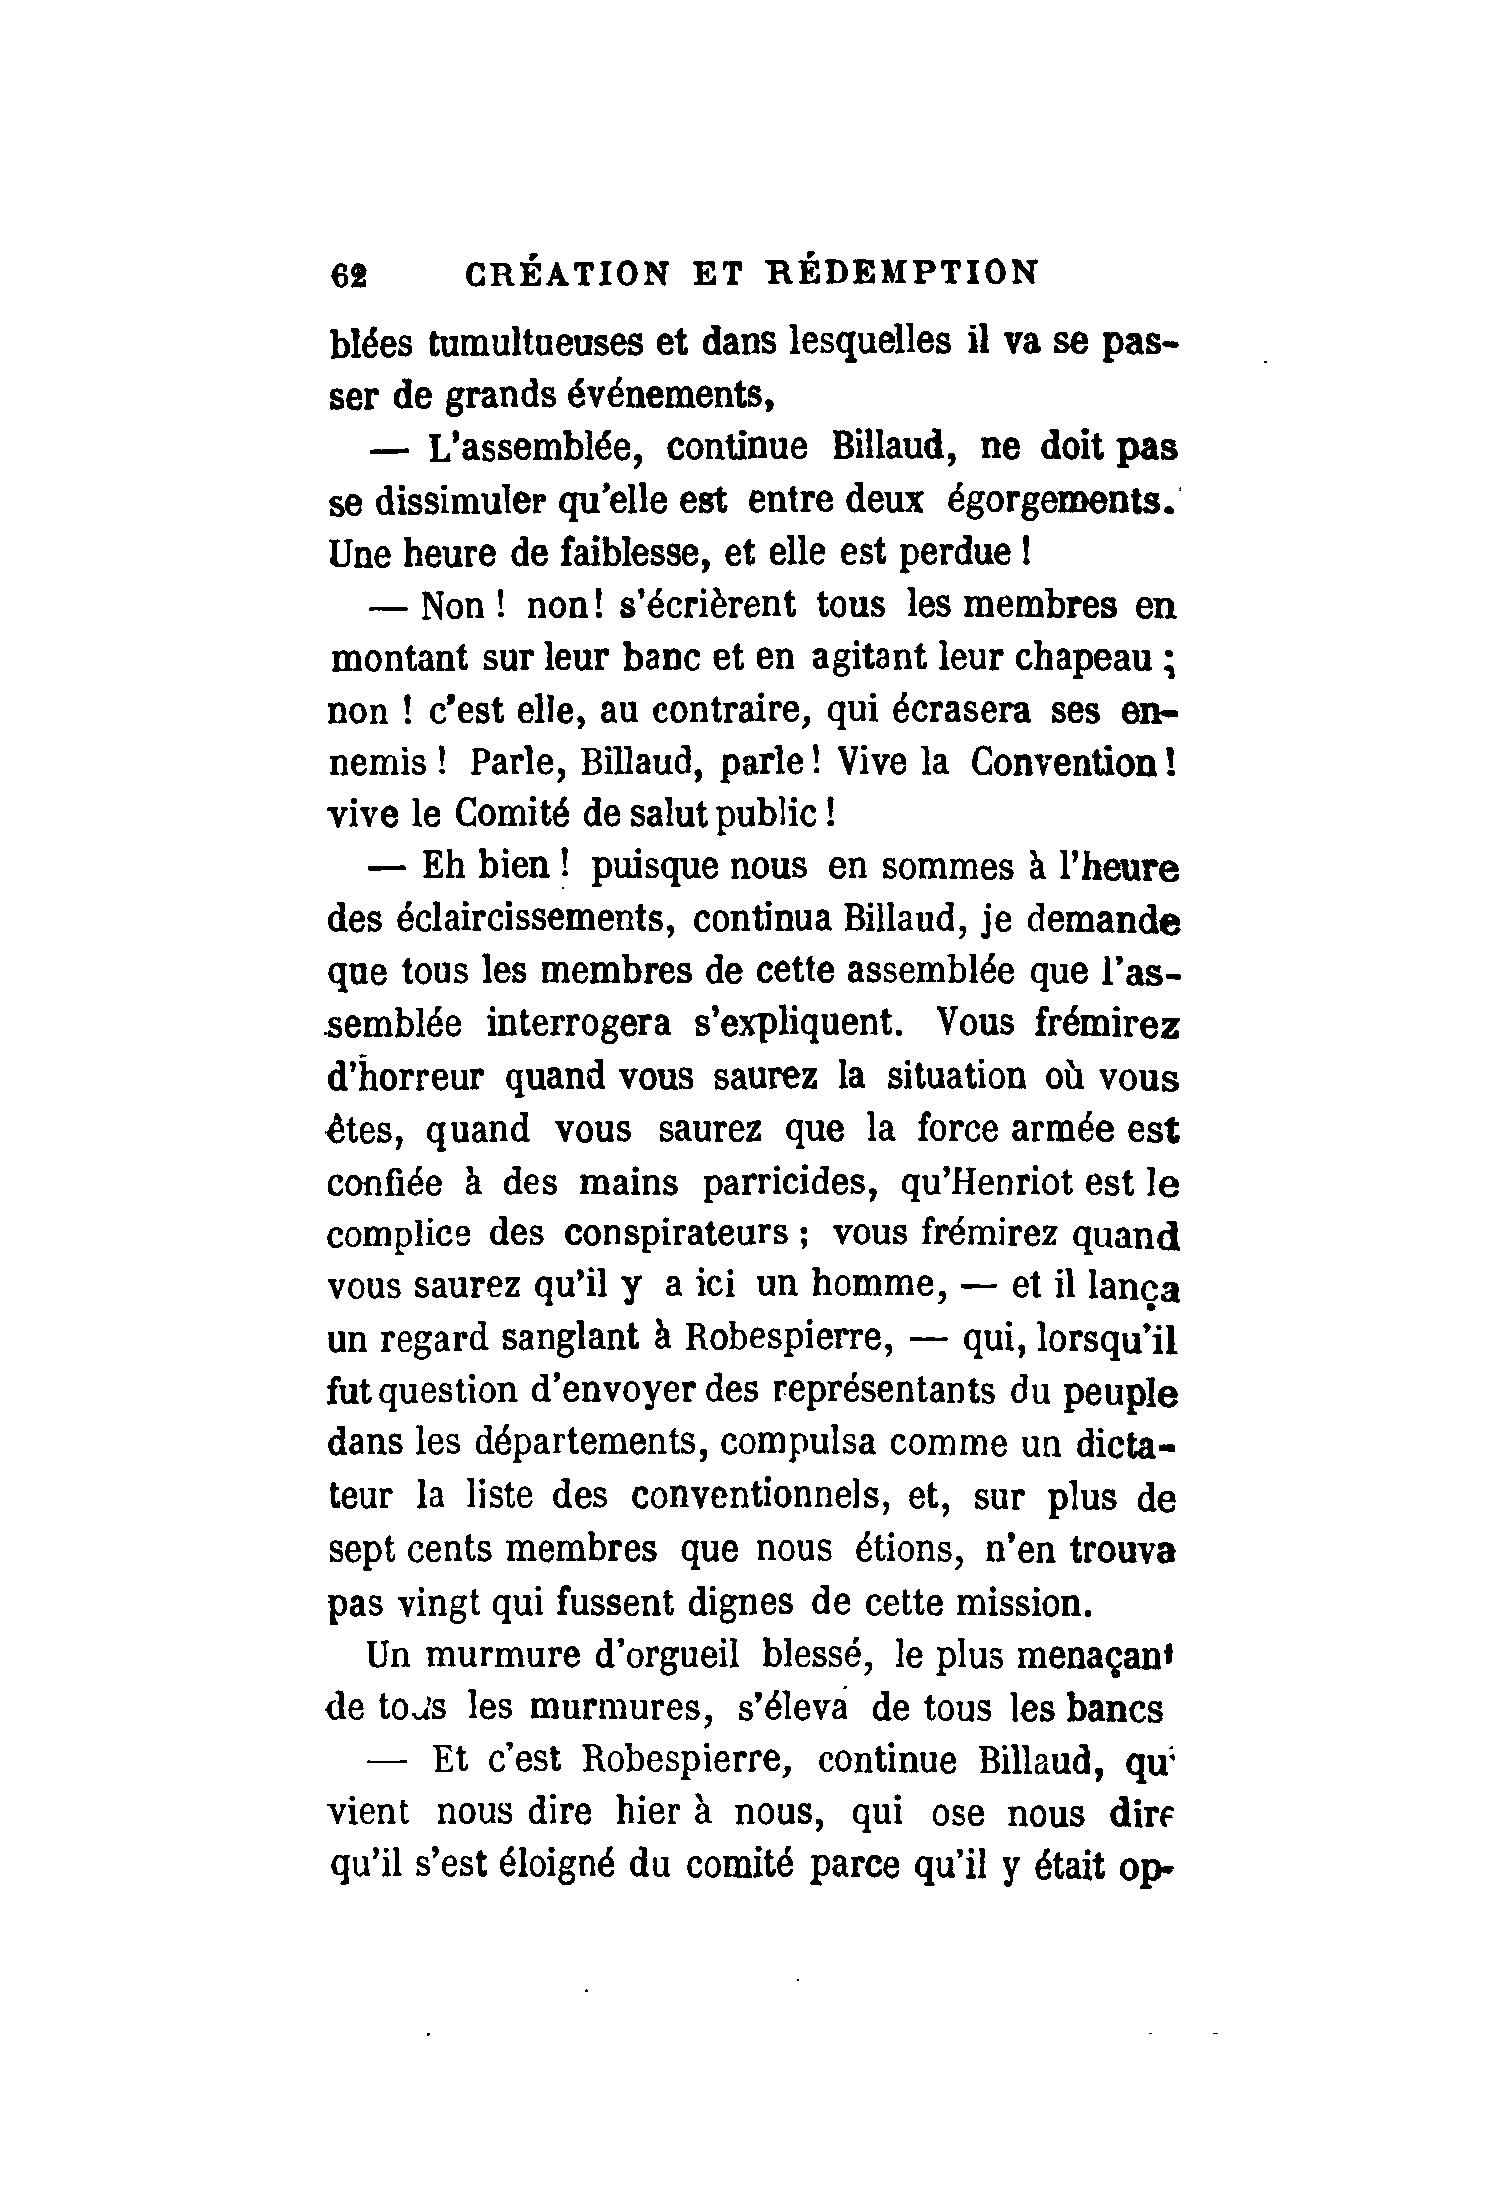 62 CRÉATION ET RÉDEMPTION
blées tumultueuses et dans lesquelles il va se pas-
ser de grands événements,
— L'assemblée, continue Billaud, ne doit pas
se dissimuler qu'elle est entre deux égorgements.
Une heure de faiblesse, et elle est perdue !
— Non ! non! s'écrièrent tous les membres en
montant sur leur banc et en agitant leur chapeau ;
non ! c'est elle, au contraire, qui écrasera ses en-
nemis ! Parle, Billaud, parle ! Vive la Convention !
vive le Comité de salut public !
— Eh bien ! puisque nous en sommes à l'heure
des éclaircissements, continua Billaud, je demande
que tous les membres de cette assemblée que l'as-
semblée interrogera s'expliquent. Vous frémirez
d'horreur quand vous saurez la situation où vous
êtes, quand vous saurez que la force armée est
confiée à des mains parricides, qu'Henriot est le
complice des conspirateurs ; vous frémirez quand
vous saurez qu'il y a ici un homme, — et il lança
un regard sanglant à Robespierre, — qui, lorsqu'il
fut question d'envoyer des représentants du peuple
dans les départements, compulsa comme un dicta-
teur la liste des conventionnels, et, sur plus de
sept cents membres que nous étions, n'en trouva
pas vingt qui fussent dignes de cette mission.
Un murmure d'orgueil blessé, le plus menaçant
de tous les murmures, s'éleva de tous les bancs
— Et c'est Robespierre, continue Billaud, qui
vient nous dire hier à nous, qui ose nous dire
qu'il s'est éloigné du comité parce qu'il y était op-